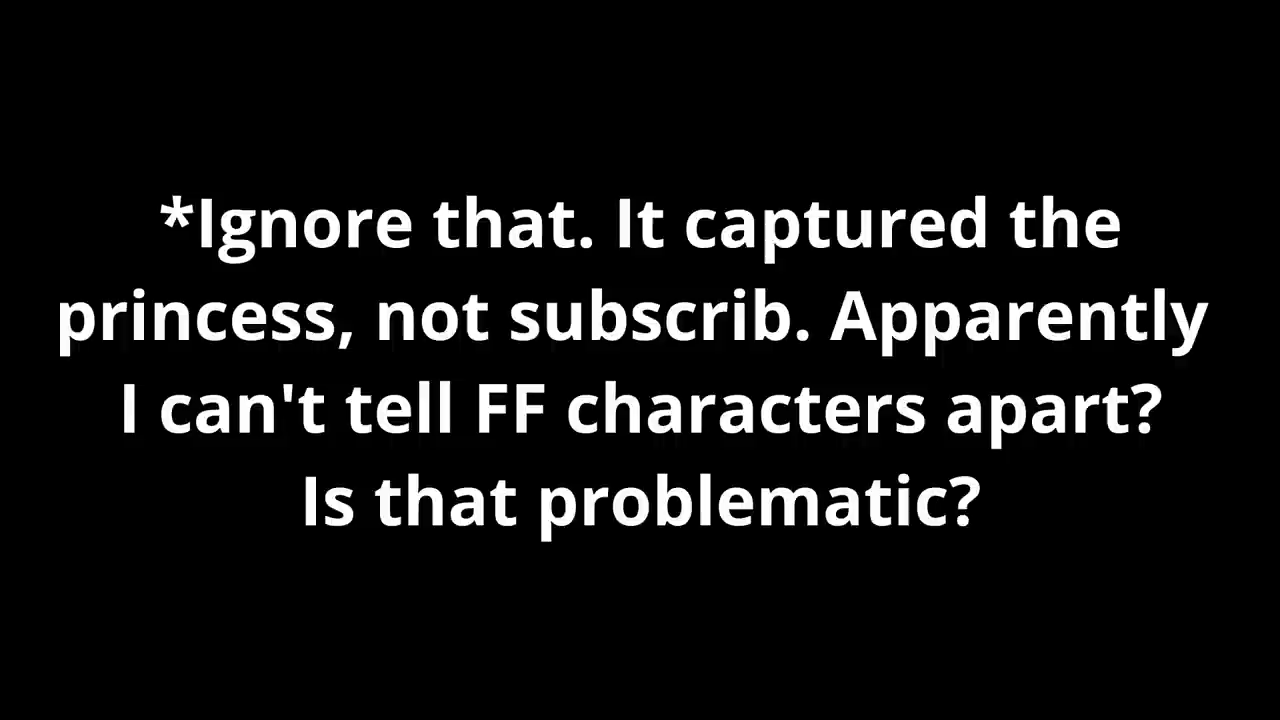 *Ignore that. It captured the
princess, not subscrib. Apparently
I can't tell FF characters apart?
Is that problematic?